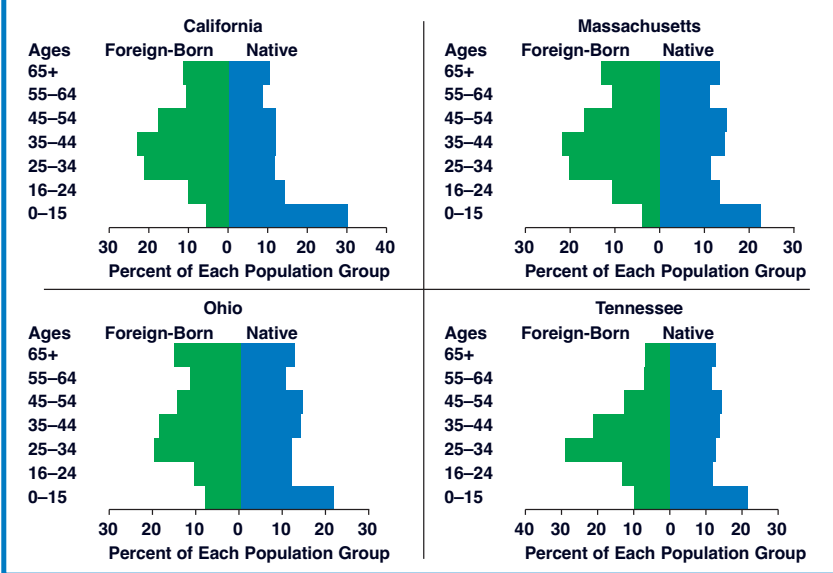 California
Ages Foreign-Born Native
65+
55–64
45–54
35–44
25–34
16–24
0–15
30 20 10 0 10 20 30 40
Percent of Each Population Group
Massachusetts
Ages Foreign-Born Native
65+
55–64
45–54
35–44
25–34
16–24
0–15
30 20 10 0 10 20 30
Percent of Each Population Group
Ohio
Ages Foreign-Born Native
65+
55–64
45–54
35–44
25–34
16–24
0–15
30 20 10 0 10 20 30
Percent of Each Population Group
Tennessee
Ages Foreign-Born Native
65+
55–64
45–54
35–44
25–34
16–24
0–15
40 30 20 10 0 10 20 30
Percent of Each Population Group